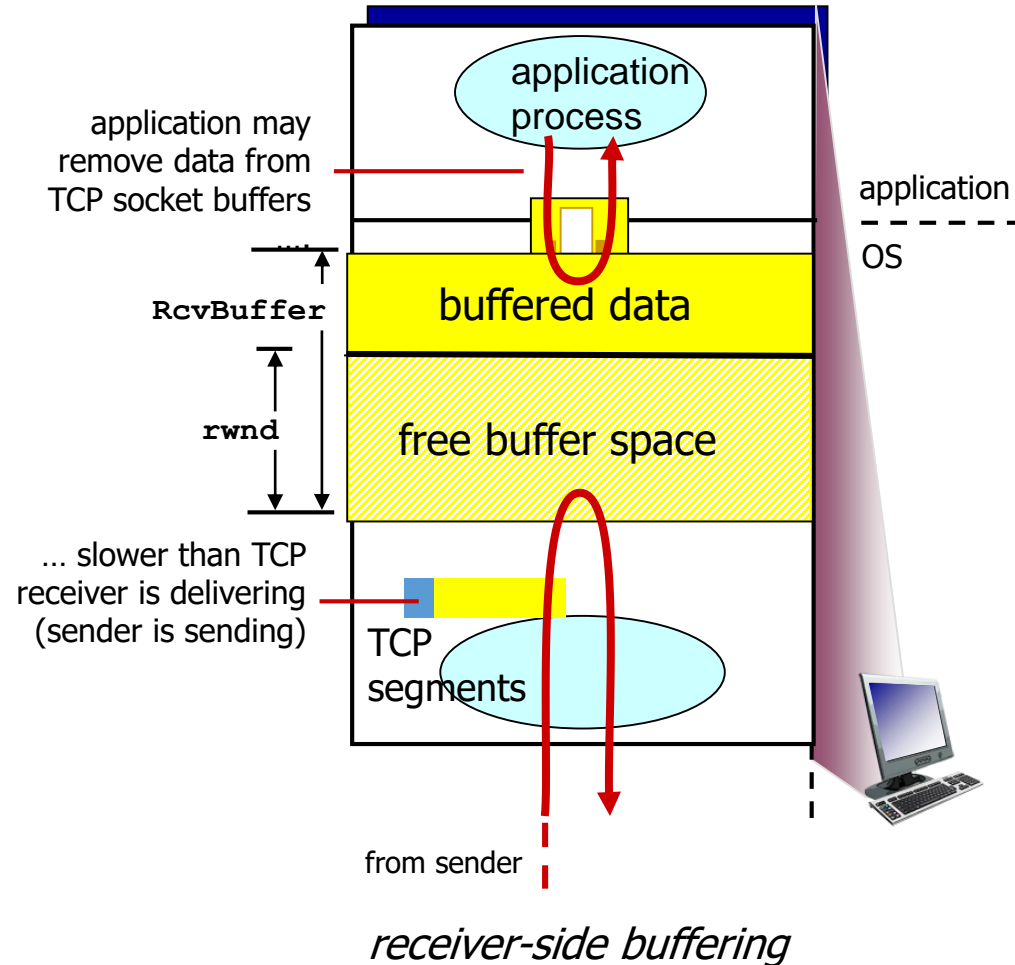 application
process
application may
remove data from
TCP socket buffers
....
application
OS
RcvBuffer
buffered data
rwnd
free buffer space
... slower than TCP
receiver is delivering
(sender is sending)
TCP
segments
from sender
receiver-side buffering